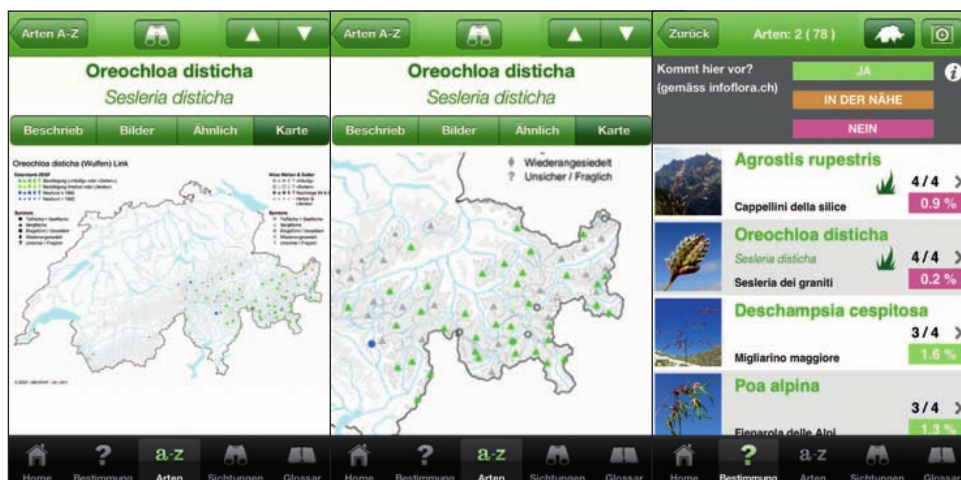 Arten A-Z
Oreochloa disticha
Sesleria disticha
Beschrieb
Bilder
Ähnlich
Karte
Oreochloa disticha (Wulfen) Link
Symbole
Arten A-Z
Oreochloa disticha
Sesleria disticha
Beschrieb
Bilder
Ähnlich
Karte
Wiederangesiedelt
? Unsicher / Fraglich
Zurück
Arten: 2 ( 78 )
Kommt hier vor?
(gemäss infoflora.ch)
JA
IN DER NÄHE
NEIN
Agrostis rupestris
4/4
Cappellini della silice
0.9 %
Oreochloa disticha
Sesleria disticha
4/4
Sesleria dei graniti
0.2 %
Deschampsia cespitosa
3/4
Migliarino maggiore
1.6 %
Poa alpina
3/4
Fienarola delle Alpi
1.3 %
Home
Bestimmung
a-z
Arten
Sichtungen
Glossar
Home
Bestimmung
a-z
Arten
Sichtungen
Glossar
Home
Bestimmung
a-z
Arten
Sichtungen
Glossar